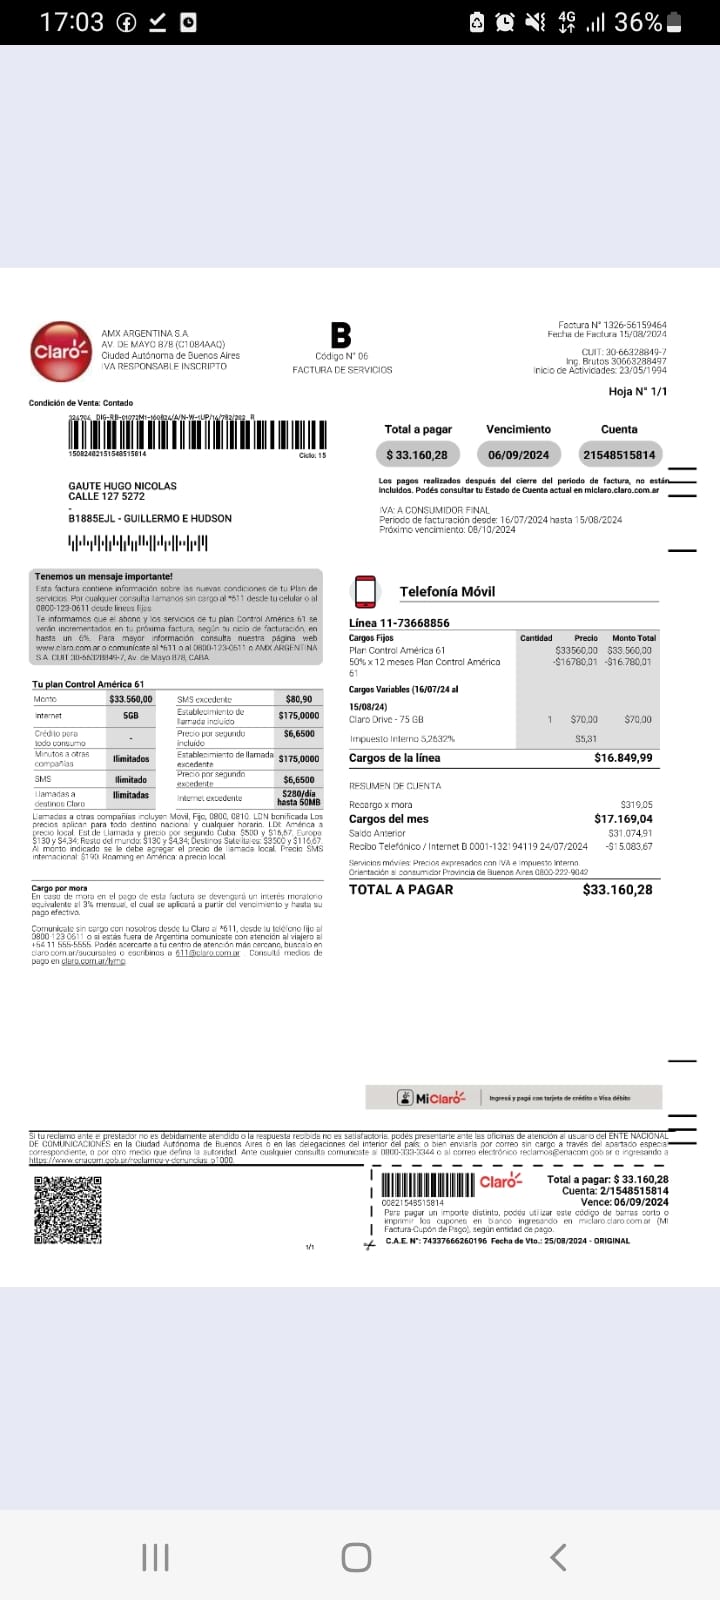 17:03
4G
36%
Claro
AMX ARGENTINA S.A.
AV. DE MAYO 878 (C1084AAQ)
Ciudad Autónoma de Buenos Aires
IVA RESPONSABLE INSCRIPTO
B
Código N° 06
FACTURA DE SERVICIOS
Factura N° 1326-56159464
Fecha de Factura 15/08/2024
CUIT: 30-66328849-7
Ing. Brutos 30663288497
Inicio de Actividades: 23/05/1994
Hoja N° 1/1
Condición de Venta: Contado
15082482151548515814
Ciclo: 15
Total a pagar
Vencimiento
Cuenta
$ 33.160,28
06/09/2024
21548515814
Los pagos realizados después del cierre del período de factura, no están
incluidos. Podés consultar tu Estado de Cuenta actual en miclaro.claro.com.ar
GAUTE HUGO NICOLAS
CALLE 127 5272
-
B1885EJL - GUILLERMO E HUDSON
IVA: A CONSUMIDOR FINAL
Periodo de facturación desde: 16/07/2024 hasta 15/08/2024
Próximo vencimiento: 08/10/2024
Tenemos un mensaje importante!
Esta factura contiene información sobre las nuevas condiciones de tu Plan de
servicios. Por cualquier consulta llamanos sin cargo al *611 desde tu celular o al
0800-123-0611 desde líneas fijas.
Te informamos que el abono y los servicios de tu plan Control América 61 se
verán incrementados en tu próxima factura, según tu ciclo de facturación, en
hasta un 6%. Para mayor información consulta nuestra página web
www.claro.com.ar o comunicate al *611 o al 0800-123-0611 o AMX ARGENTINA
S.A. CUIT 30-66328849-7, Av. de Mayo 878, CABA.
Tu plan Control América 61
Monto $33.560,00
Internet 5GB
Crédito para
todo consumo -
Minutos a otras
compañías Ilimitados
SMS Ilimitado
Llamadas a
destinos Claro Ilimitadas
SMS excedente $80,90
Establecimiento de
llamada incluido $175,0000
Precio por segundo
incluido $6,6500
Establecimiento de llamada
excedente $175,0000
Precio por segundo
excedente $6,6500
Internet excedente $280/día
hasta 50MB
Llamadas a otras compañías incluyen Móvil, Fijo, 0800, 0810. LDN bonificada Los
precios aplican para todo destino nacional y cualquier horario. LDI: América a
precio local. Est.de Llamada y precio por segundo Cuba: $500 y $16,67; Europa
$130 y $4,34; Resto del mundo: $130 y $4,34; Destinos Satelitales: $3500 y $116,67.
Al monto indicado se le debe agregar el precio de llamada local. Precio SMS
internacional: $190. Roaming en América: a precio local.
Cargo por mora
En caso de mora en el pago de esta factura se devengará un interés moratorio
equivalente al 3% mensual, el cual se aplicará a partir del vencimiento y hasta su
pago efectivo.
Comunicate sin cargo con nosotros desde tu Claro al *611, desde tu teléfono fijo al
0800-123-0611 o si estás fuera de Argentina comunicate con atención al viajero al
+54 11 555-5555. Podés acercarte a tu centro de atención más cercano, buscalo en
claro.com.ar/sucursales o escribinos a 611@claro.com.ar Consultá medios de
pago en claro.com.ar/lymp.
Telefonía Móvil
Línea 11-73668856
Cargos Fijos Cantidad Precio Monto Total
Plan Control América 61 $33560,00 $33.560,00
50% x 12 meses Plan Control América -$16780,01 -$16.780,01
61
Cargos Variables (16/07/24 al
15/08/24)
Claro Drive - 75 GB 1 $70,00 $70,00
Impuesto Interno 5,2632% $5,31
Cargos de la línea $16.849,99
RESUMEN DE CUENTA
Recargo x mora $319,05
Cargos del mes $17.169,04
Saldo Anterior $31.074,91
Recibo Telefónico / Internet B 0001-132194119 24/07/2024 -$15.083,67
Servicios móviles: Precios expresados con IVA e impuesto Interno.
Orientación al consumidor Provincia de Buenos Aires 0800-222-9042
TOTAL A PAGAR $33.160,28
MiClaro
Ingresá y pagá con tarjeta de crédito o Visa débito
Si tu reclamo ante el prestador no es debidamente atendido o la respuesta recibida no es satisfactoria, podés presentarte ante las oficinas de atención al usuario del ENTE NACIONAL
DE COMUNICACIONES en la Ciudad Autónoma de Buenos Aires o en las delegaciones del interior del país; o bien enviarla por correo sin cargo a través del apartado especial
correspondiente, o por otro medio que defina la autoridad. Ante cualquier consulta comunicate al 0800-333-3344 o al correo electrónico reclamos@enacom.gob.ar o ingresando a
https://www.enacom.gob.ar/reclamos-y-denuncias_p1000.
Claro
00821548515814
Total a pagar: $ 33.160,28
Cuenta: 2/1548515814
Vence: 06/09/2024
Para pagar un importe distinto, podés utilizar este código de barras corto o
imprimir los cupones en blanco ingresando en miclaro.claro.com.ar (MI
Factura-Cupón de Pago), según entidad de pago.
C.A.E. N°: 74337666260196 Fecha de Vto.: 25/08/2024 - ORIGINAL
1/1